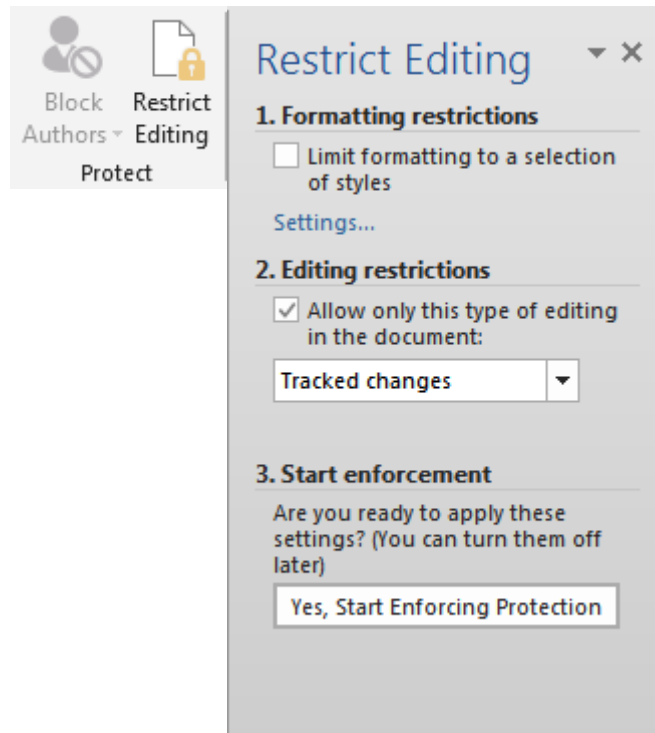 Block
Authors
Restrict
Editing
Protect
Restrict Editing
1. Formatting restrictions
Limit formatting to a selection
of styles
Settings...
2. Editing restrictions
Allow only this type of editing
in the document:
Tracked changes
3. Start enforcement
Are you ready to apply these
settings? (You can turn them off
later)
Yes, Start Enforcing Protection